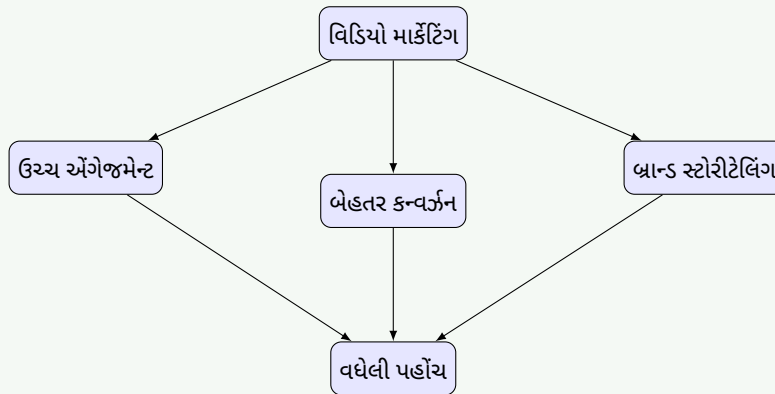 વિડિયો માર્કેટિંગ
ઉચ્ચ એંગેજમેન્ટ
બેહતર કન્વર્ઝન
બ્રાન્ડ સ્ટોરીટેલિંગ
વધેલી પહોંચ